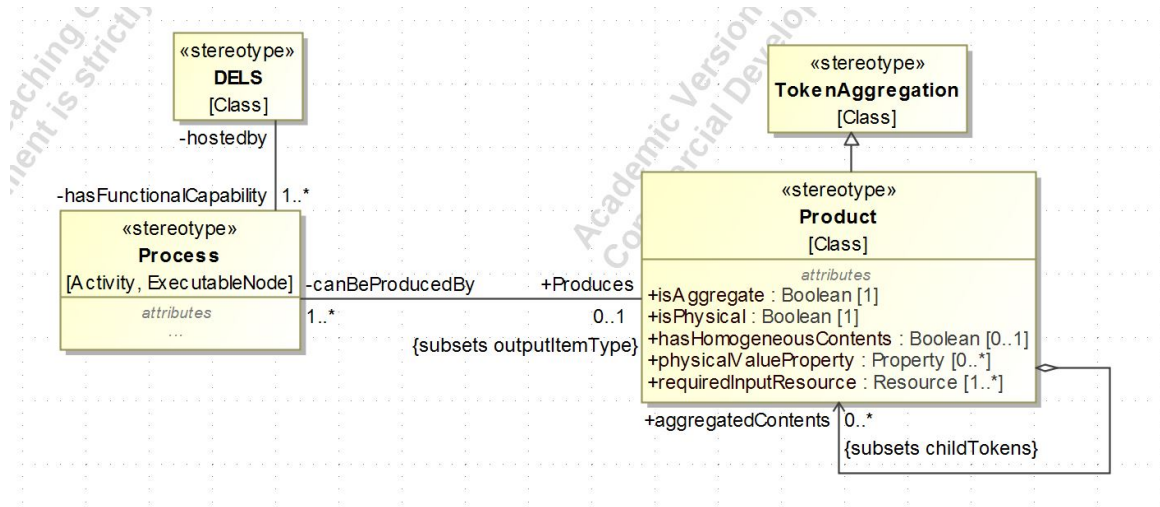 «stereotype»
DELS
[Class]
-hostedby
-hasFunctionalCapability 1..*
«stereotype»
Process
[Activity, ExecutableNode]
attributes
...
-canBeProducedBy
1..*
+Produces
0..1
{subsets outputItemType}
«stereotype»
TokenAggregation
[Class]
«stereotype»
Product
[Class]
attributes
+isAggregate : Boolean [1]
+isPhysical : Boolean [1]
+hasHomogeneousContents : Boolean [0..1]
+physicalValueProperty : Property [0..*]
+requiredInputResource : Resource [1..*]
+aggregatedContents 0..*
{subsets childTokens}
Academic Version